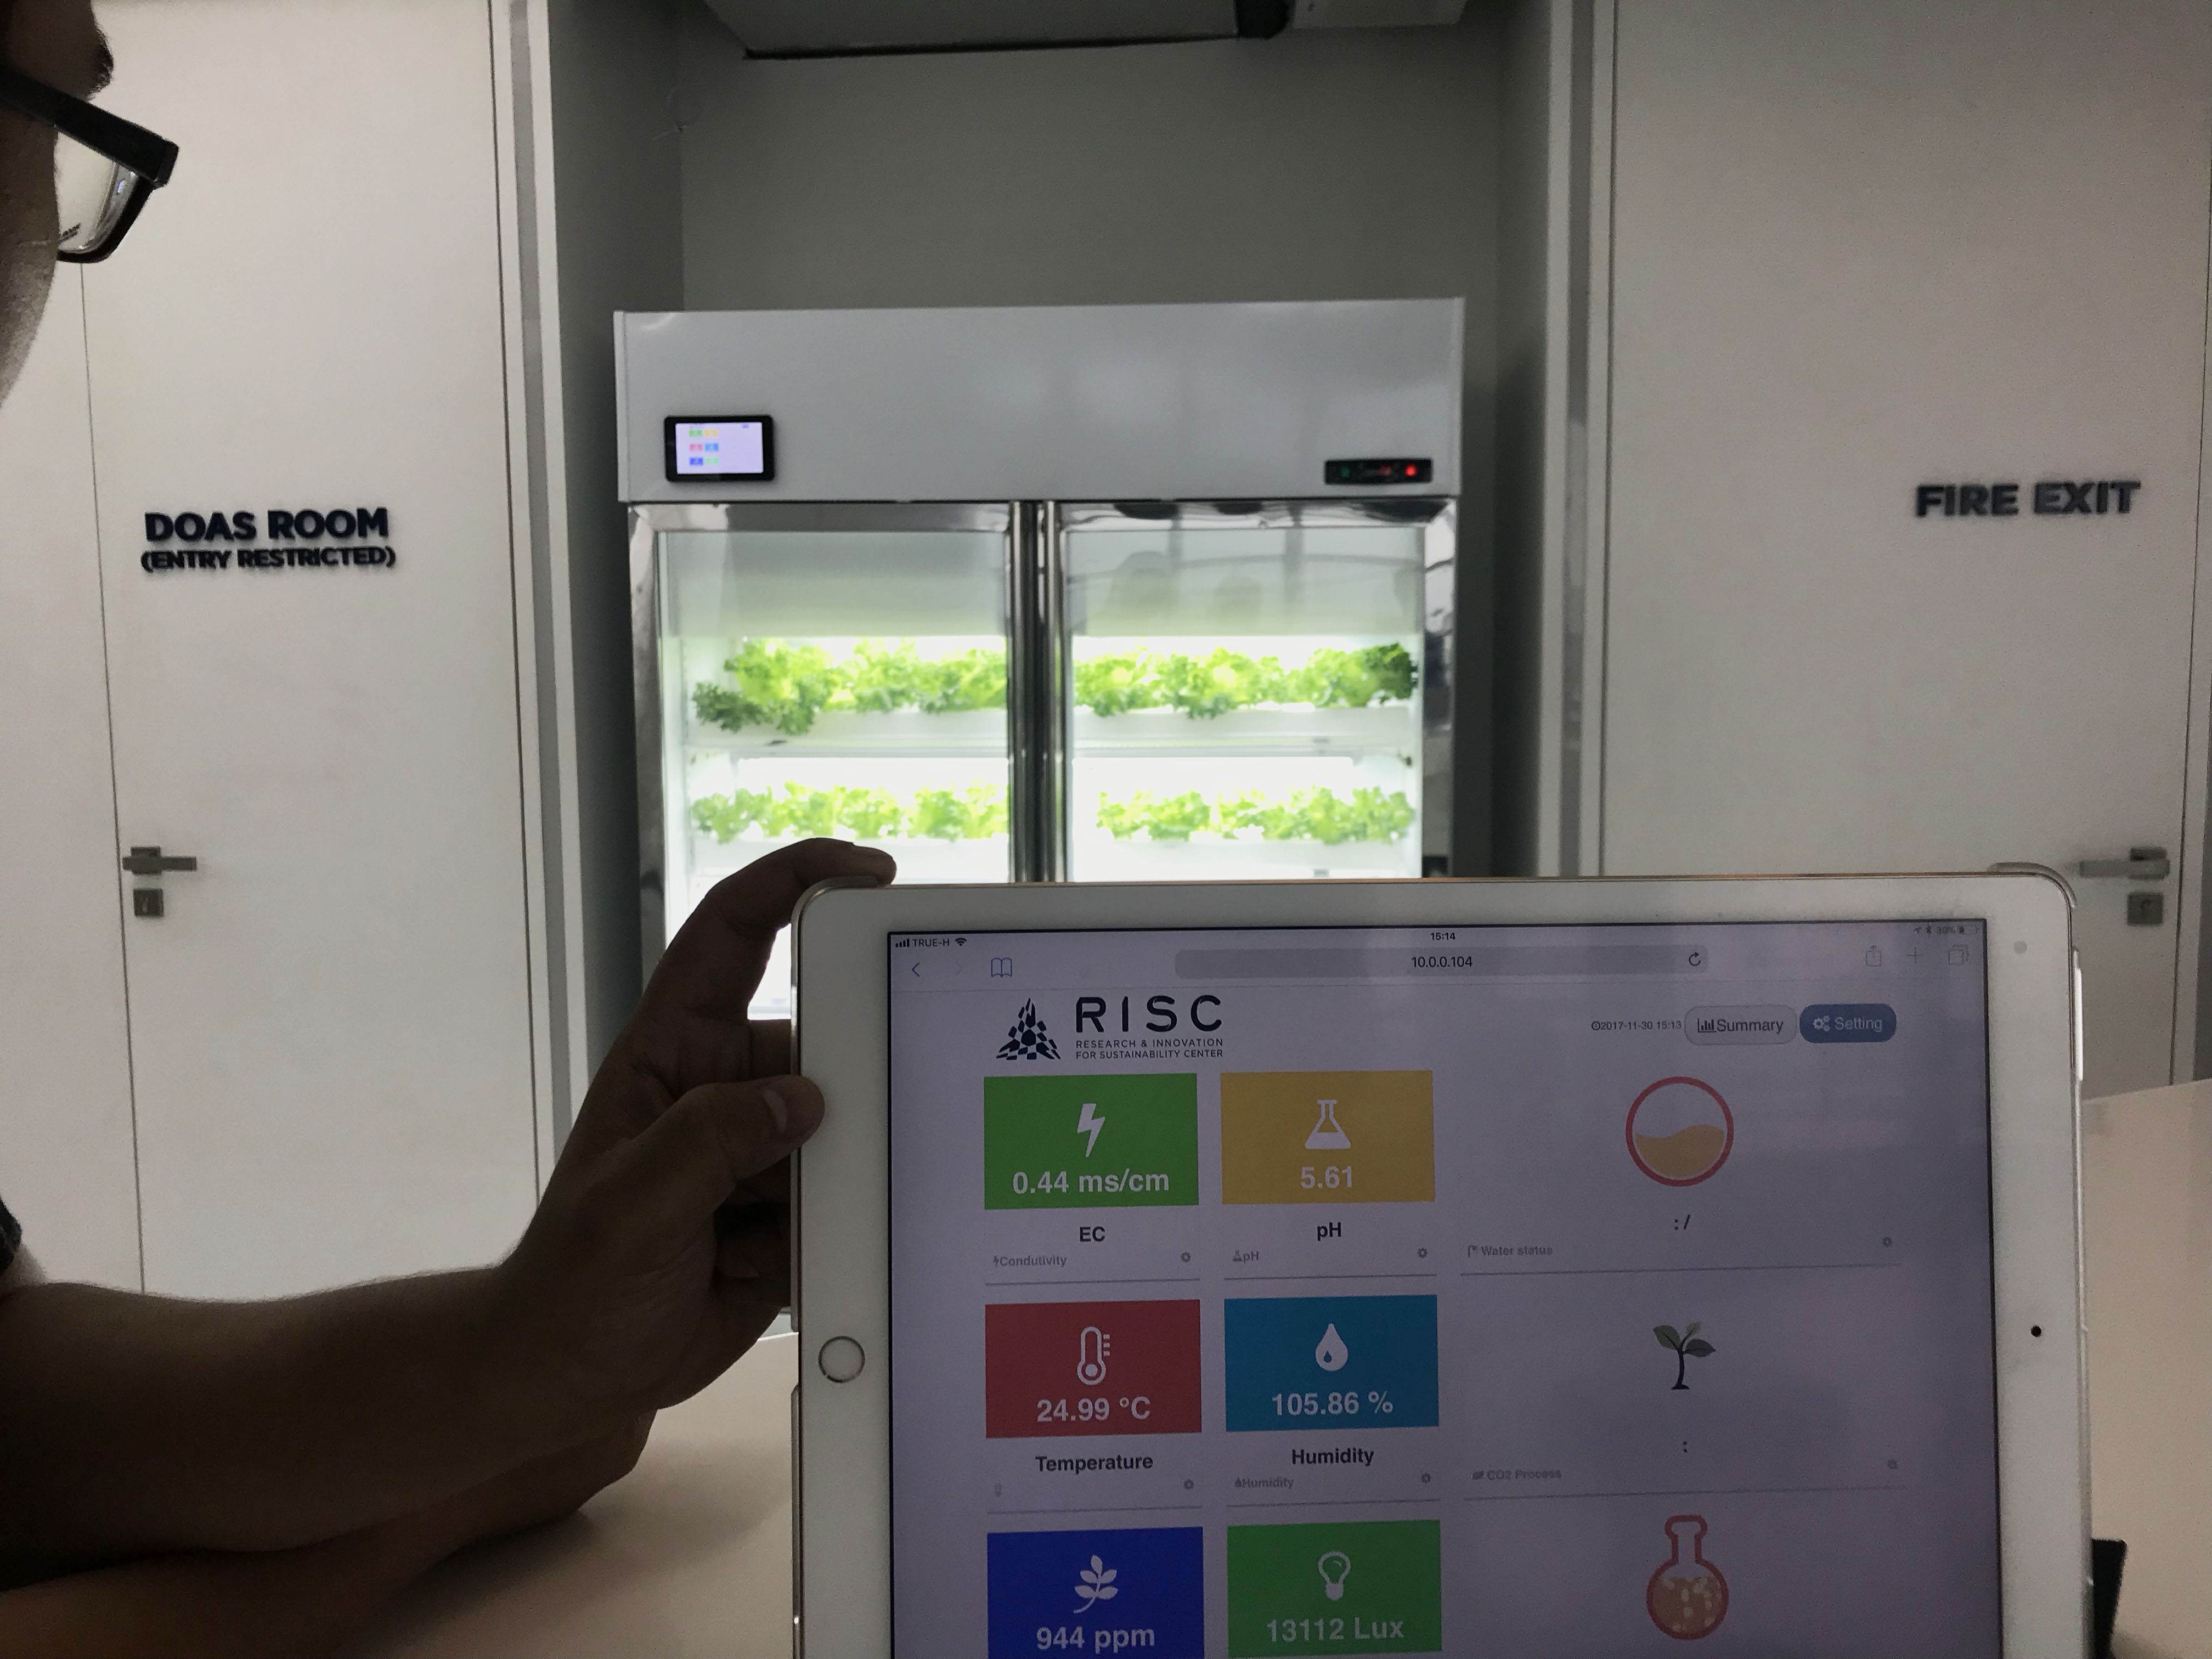 DOAS ROOM
(ENTRY RESTRICTED)
FIRE EXIT
TRUE-H
15:14
30%
10.0.0.104
RISC
RESEARCH & INNOVATION
FOR SUSTAINABILITY CENTER
2017-11-30 15:13
Summary
Setting
0.44 ms/cm
5.61
EC
pH
:/
Condutivity
pH
Water status
24.99 °C
105.86 %
Temperature
Humidity
:
Humidity
CO2 Process
944 ppm
13112 Lux